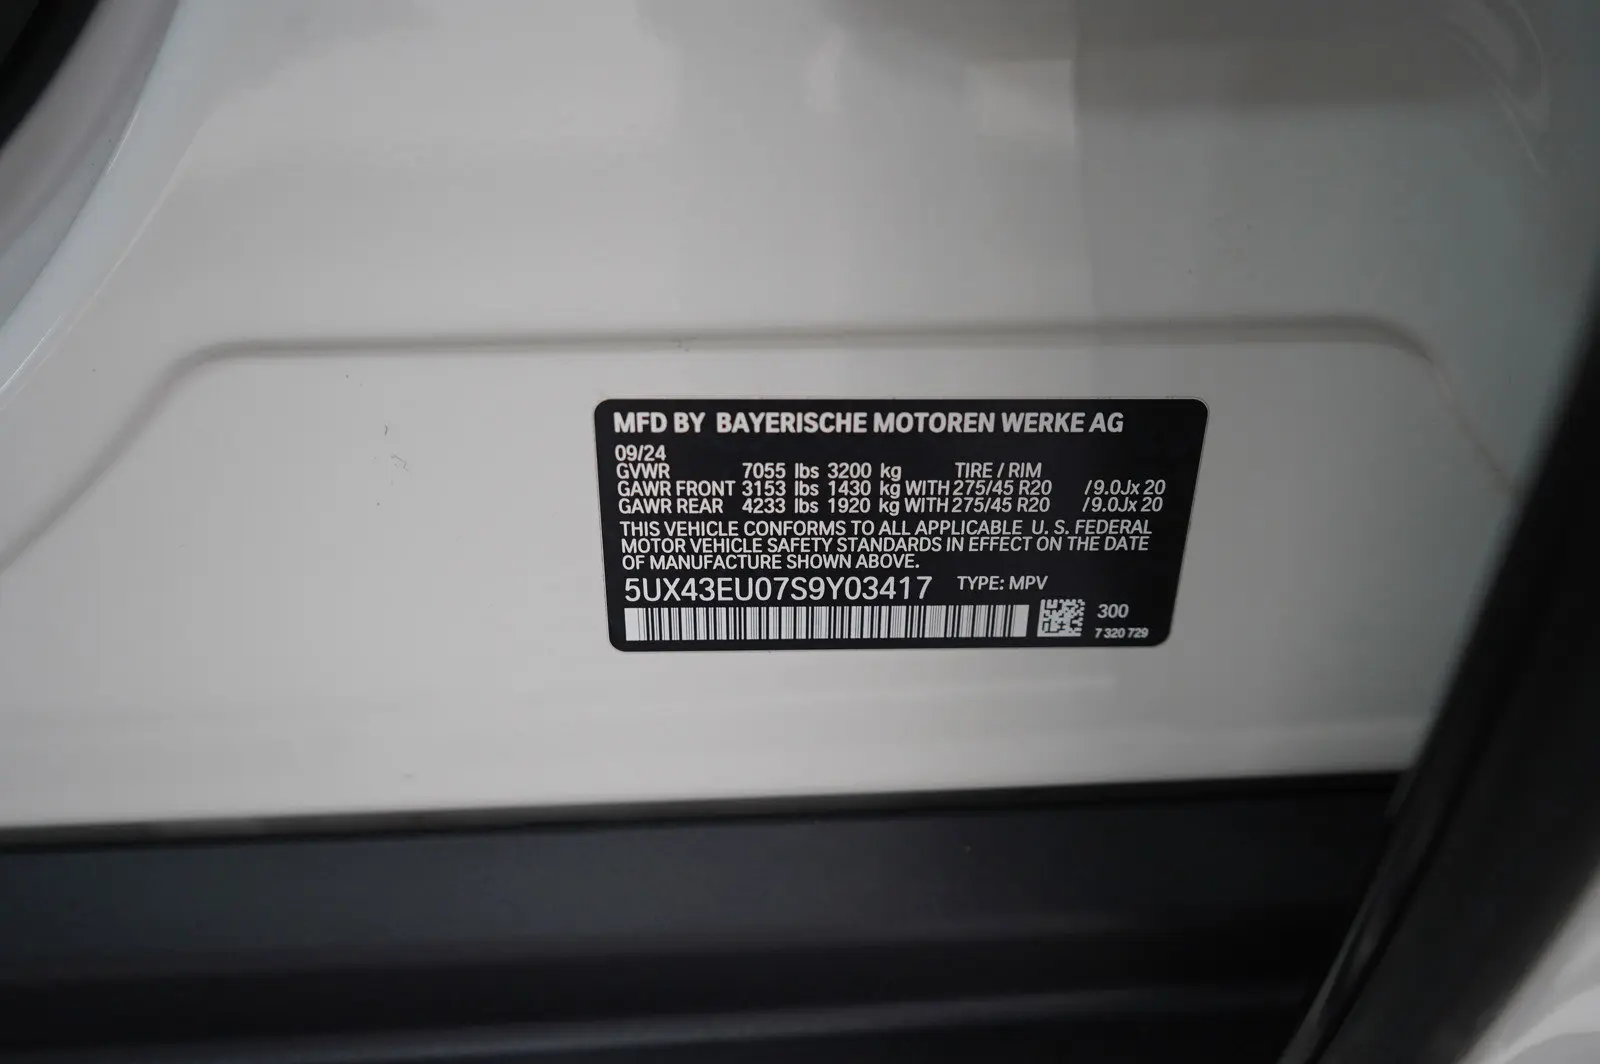 MFD BY BAYERISCHE MOTOREN WERKE AG
09/24
GVWR 7055 lbs 3200 kg TIRE / RIM
GAWR FRONT 3153 lbs 1430 kg WITH 275/45 R20 /9.0Jx 20
GAWR REAR 4233 lbs 1920 kg WITH 275/45 R20 /9.0Jx 20
THIS VEHICLE CONFORMS TO ALL APPLICABLE U. S. FEDERAL
MOTOR VEHICLE SAFETY STANDARDS IN EFFECT ON THE DATE
OF MANUFACTURE SHOWN ABOVE.
5UX43EU07S9Y03417 TYPE: MPV
300
7 320 729